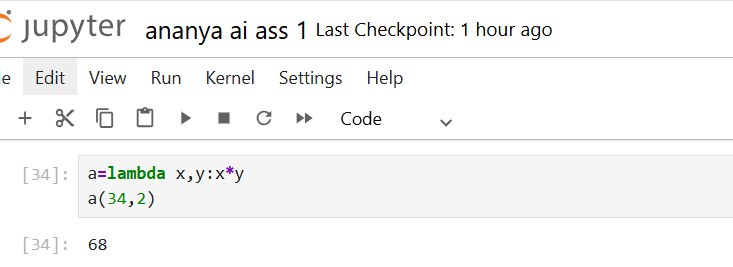 jupyter ananya ai ass 1 Last Checkpoint: 1 hour ago
le Edit View Run Kernel Settings Help
Code
[34]: a=lambda x,y:x*y
a(34,2)
[34]: 68